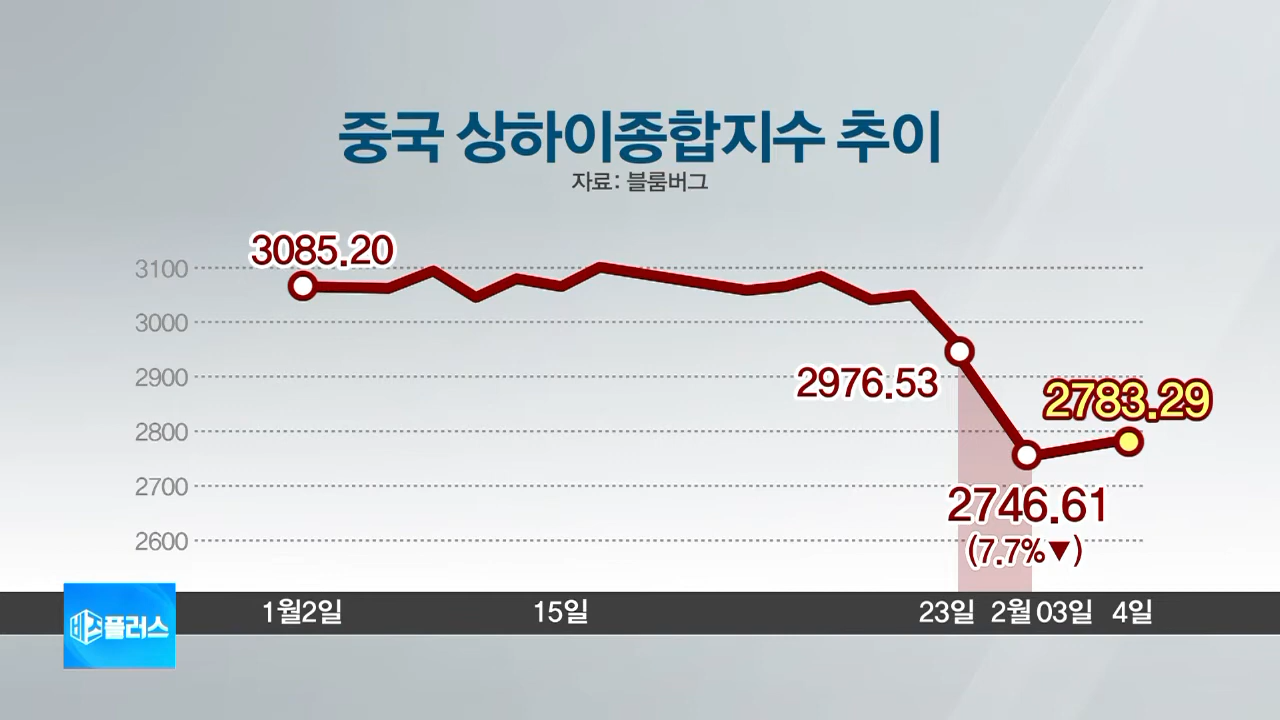 중국 상하이종합지수 추이
자료: 블룸버그
3085.20
3100
3000
2900
2976.53
2783.29
2800
2700
2746.61
2600
(7.7%▼)
1월2일 15일 23일 2월 03일 4일
비즈플러스